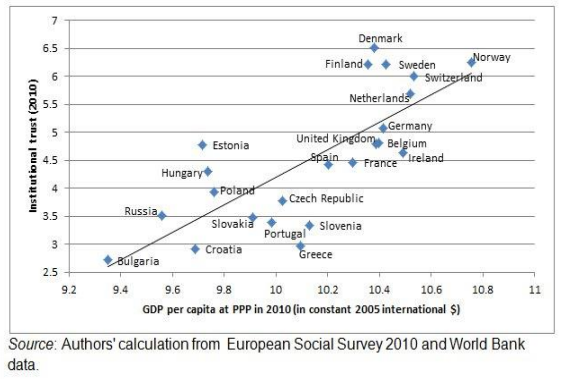 7
6.5
6
5.5
5
4.5
4
3.5
3
2.5
Institutional trust (2010)
Denmark
Finland
Sweden
Norway
Switzerland
Netherlands
Germany
United Kingdom
Belgium
Estonia
Spain
France
Ireland
Hungary
Poland
Czech Republic
Russia
Slovakia
Portugal
Slovenia
Croatia
Greece
Bulgaria
9.2 9.4 9.6 9.8 10 10.2 10.4 10.6 10.8 11
GDP per capita at PPP in 2010 (in constant 2005 international $)
Source: Authors' calculation from European Social Survey 2010 and World Bank
data.